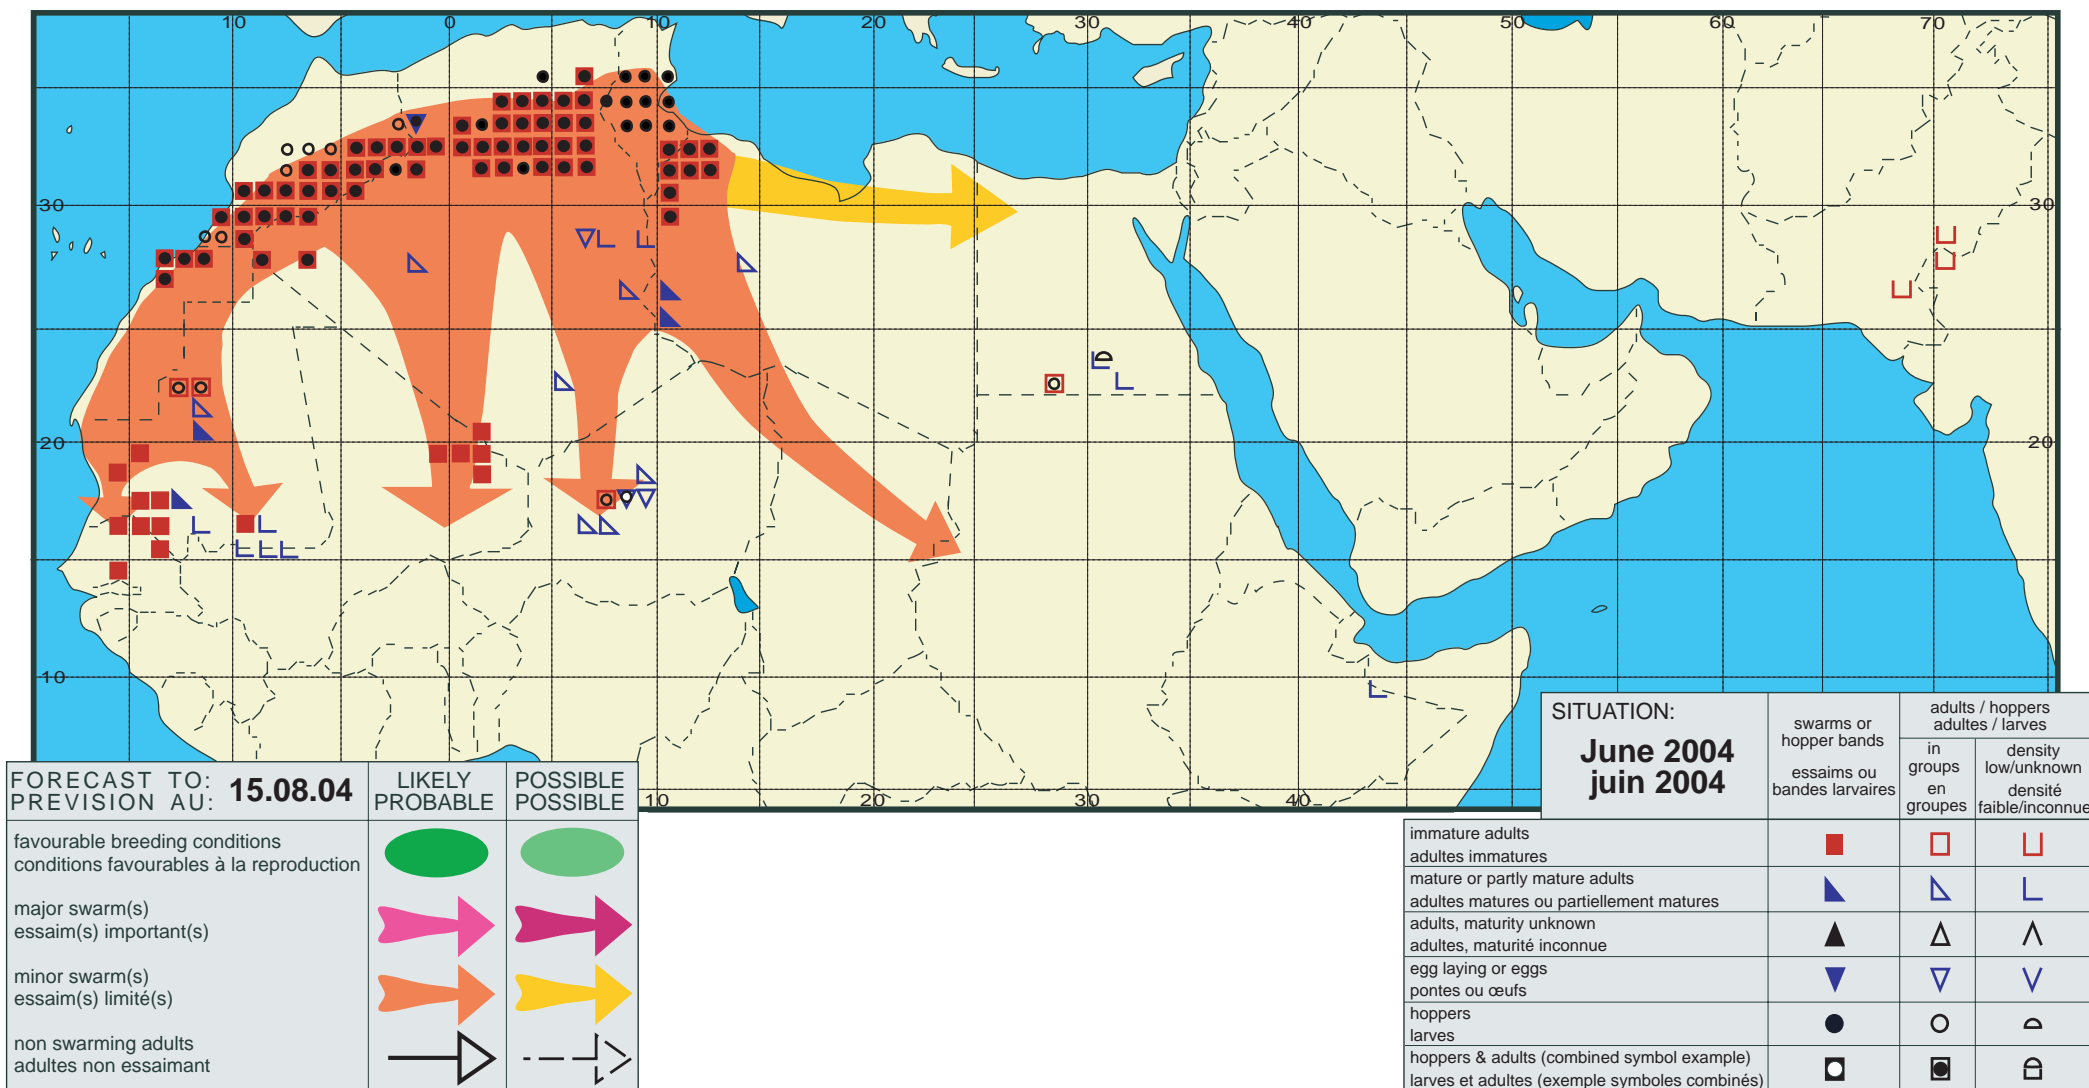 10 0 10 20 30 40 50 60 70
30 30
20 20
10
10 20 30 40
FORECAST TO:
PREVISION AU:
15.08.04
LIKELY
PROBABLE
POSSIBLE
POSSIBLE
favourable breeding conditions
conditions favourables à la reproduction
major swarm(s)
essaim(s) important(s)
minor swarm(s)
essaim(s) limité(s)
non swarming adults
adultes non essaimant
SITUATION:
June 2004
juin 2004
swarms or
hopper bands
essaims ou
bandes larvaires
adults / hoppers
adultes / larves
in
groups
en
groupes
density
low/unknown
densité
faible/inconnue
immature adults
adultes immatures
mature or partly mature adults
adultes matures ou partiellement matures
adults, maturity unknown
adultes, maturité inconnue
egg laying or eggs
pontes ou œufs
hoppers
larves
hoppers & adults (combined symbol example)
larves et adultes (exemple symboles combinés)